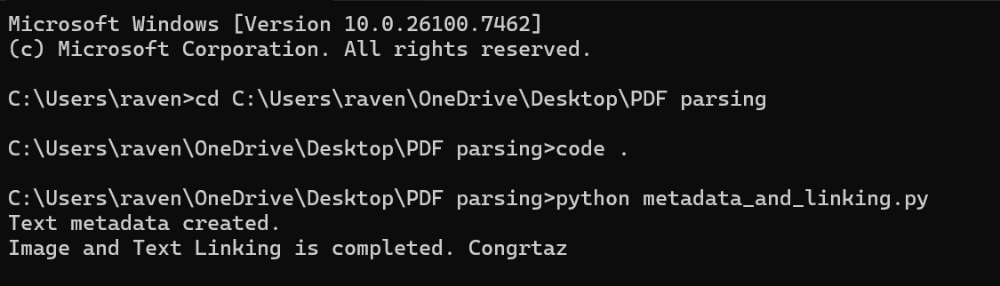 Microsoft Windows [Version 10.0.26100.7462]
(c) Microsoft Corporation. All rights reserved.
C:\Users\raven>cd C:\Users\raven\OneDrive\Desktop\PDF parsing
C:\Users\raven\OneDrive\Desktop\PDF parsing>code .
C:\Users\raven\OneDrive\Desktop\PDF parsing>python metadata_and_linking.py
Text metadata created.
Image and Text Linking is completed. Congrtaz